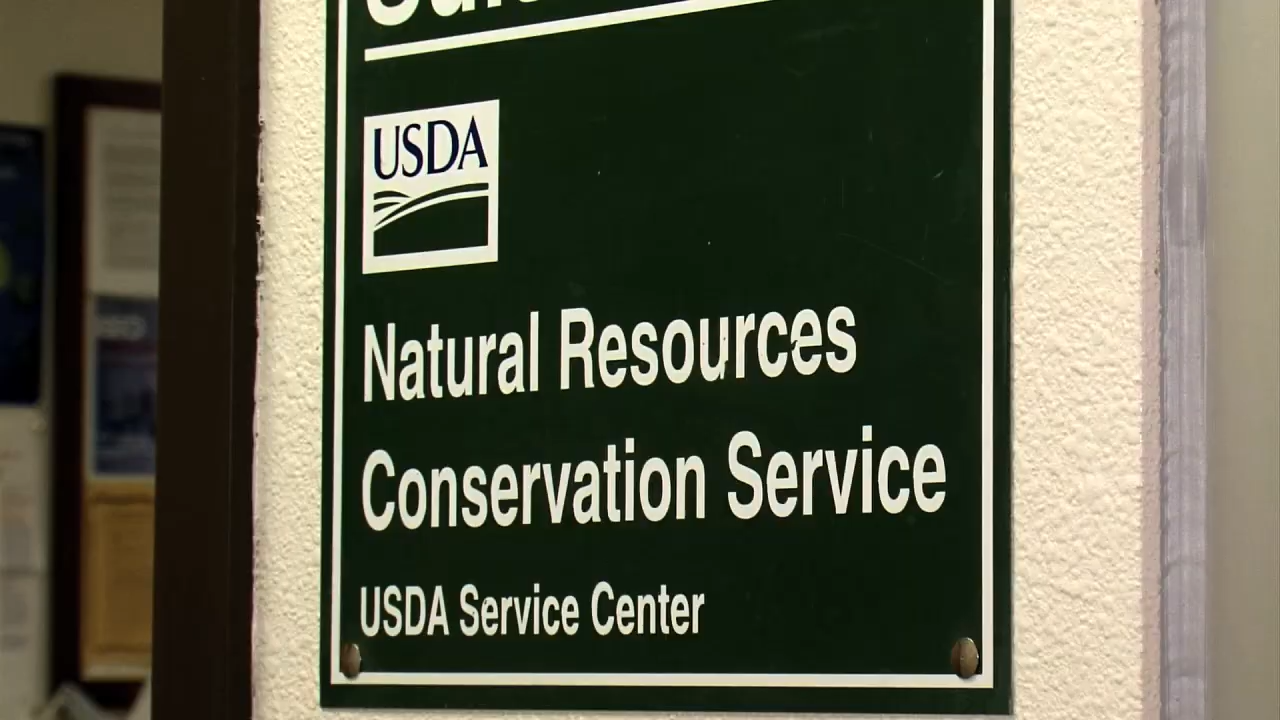 USDA
Natural Resources
Conservation Service
USDA Service Center